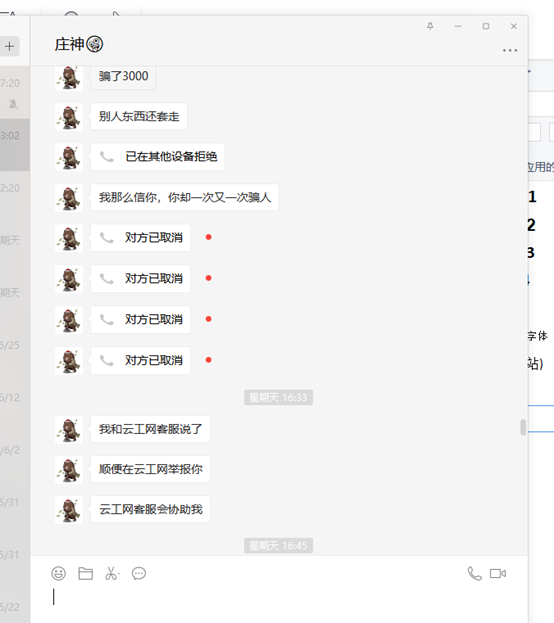 庄神
7:20
骗了3000
别人东西还套走
3:02
已在其他设备拒绝
应用的
2:20
我那么信你，你却一次又一次骗人
1
2
期天
对方已取消
3
期天
对方已取消
对方已取消
字体
6/25
对方已取消
站)
6/12
星期天 16:33
我和云工网客服说了
/6/2
顺便在云工网举报你
5/31
云工网客服会协助我
5/31
星期天 16:45
5/22